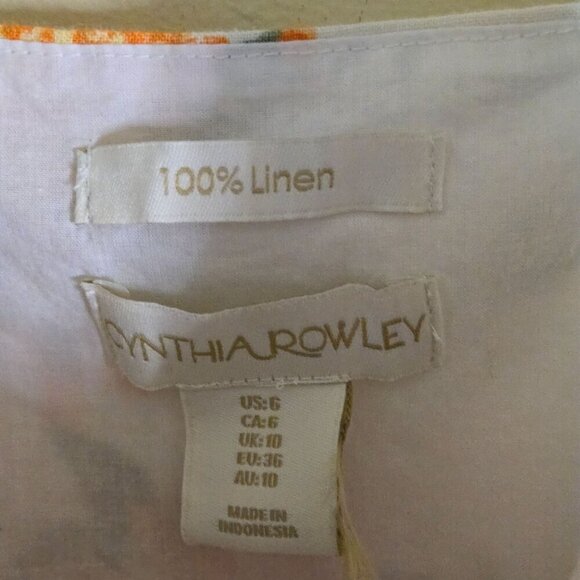 100% Linen
CYNTHIA ROWLEY
US:6
CA:6
UK:10
EU:36
AU:10
MADE IN
INDONESIA